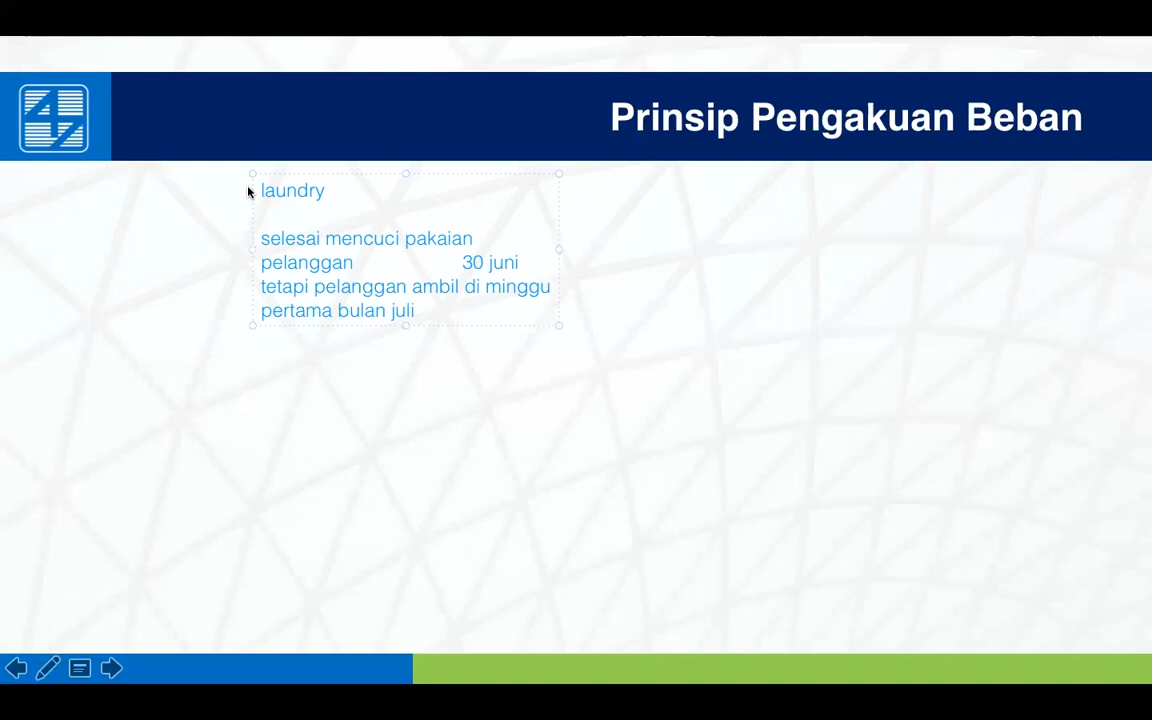 Prinsip Pengakuan Beban
laundry
selesai mencuci pakaian
pelanggan 30 juni
tetapi pelanggan ambil di minggu
pertama bulan juli